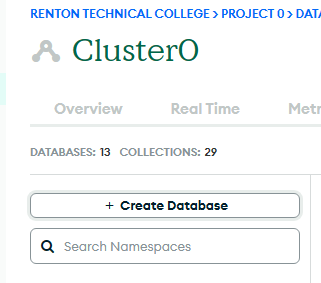 RENTON TECHNICAL COLLEGE > PROJECT 0 > DATA
Cluster0
Overview Real Time Metr
DATABASES: 13 COLLECTIONS: 29
+ Create Database
Search Namespaces